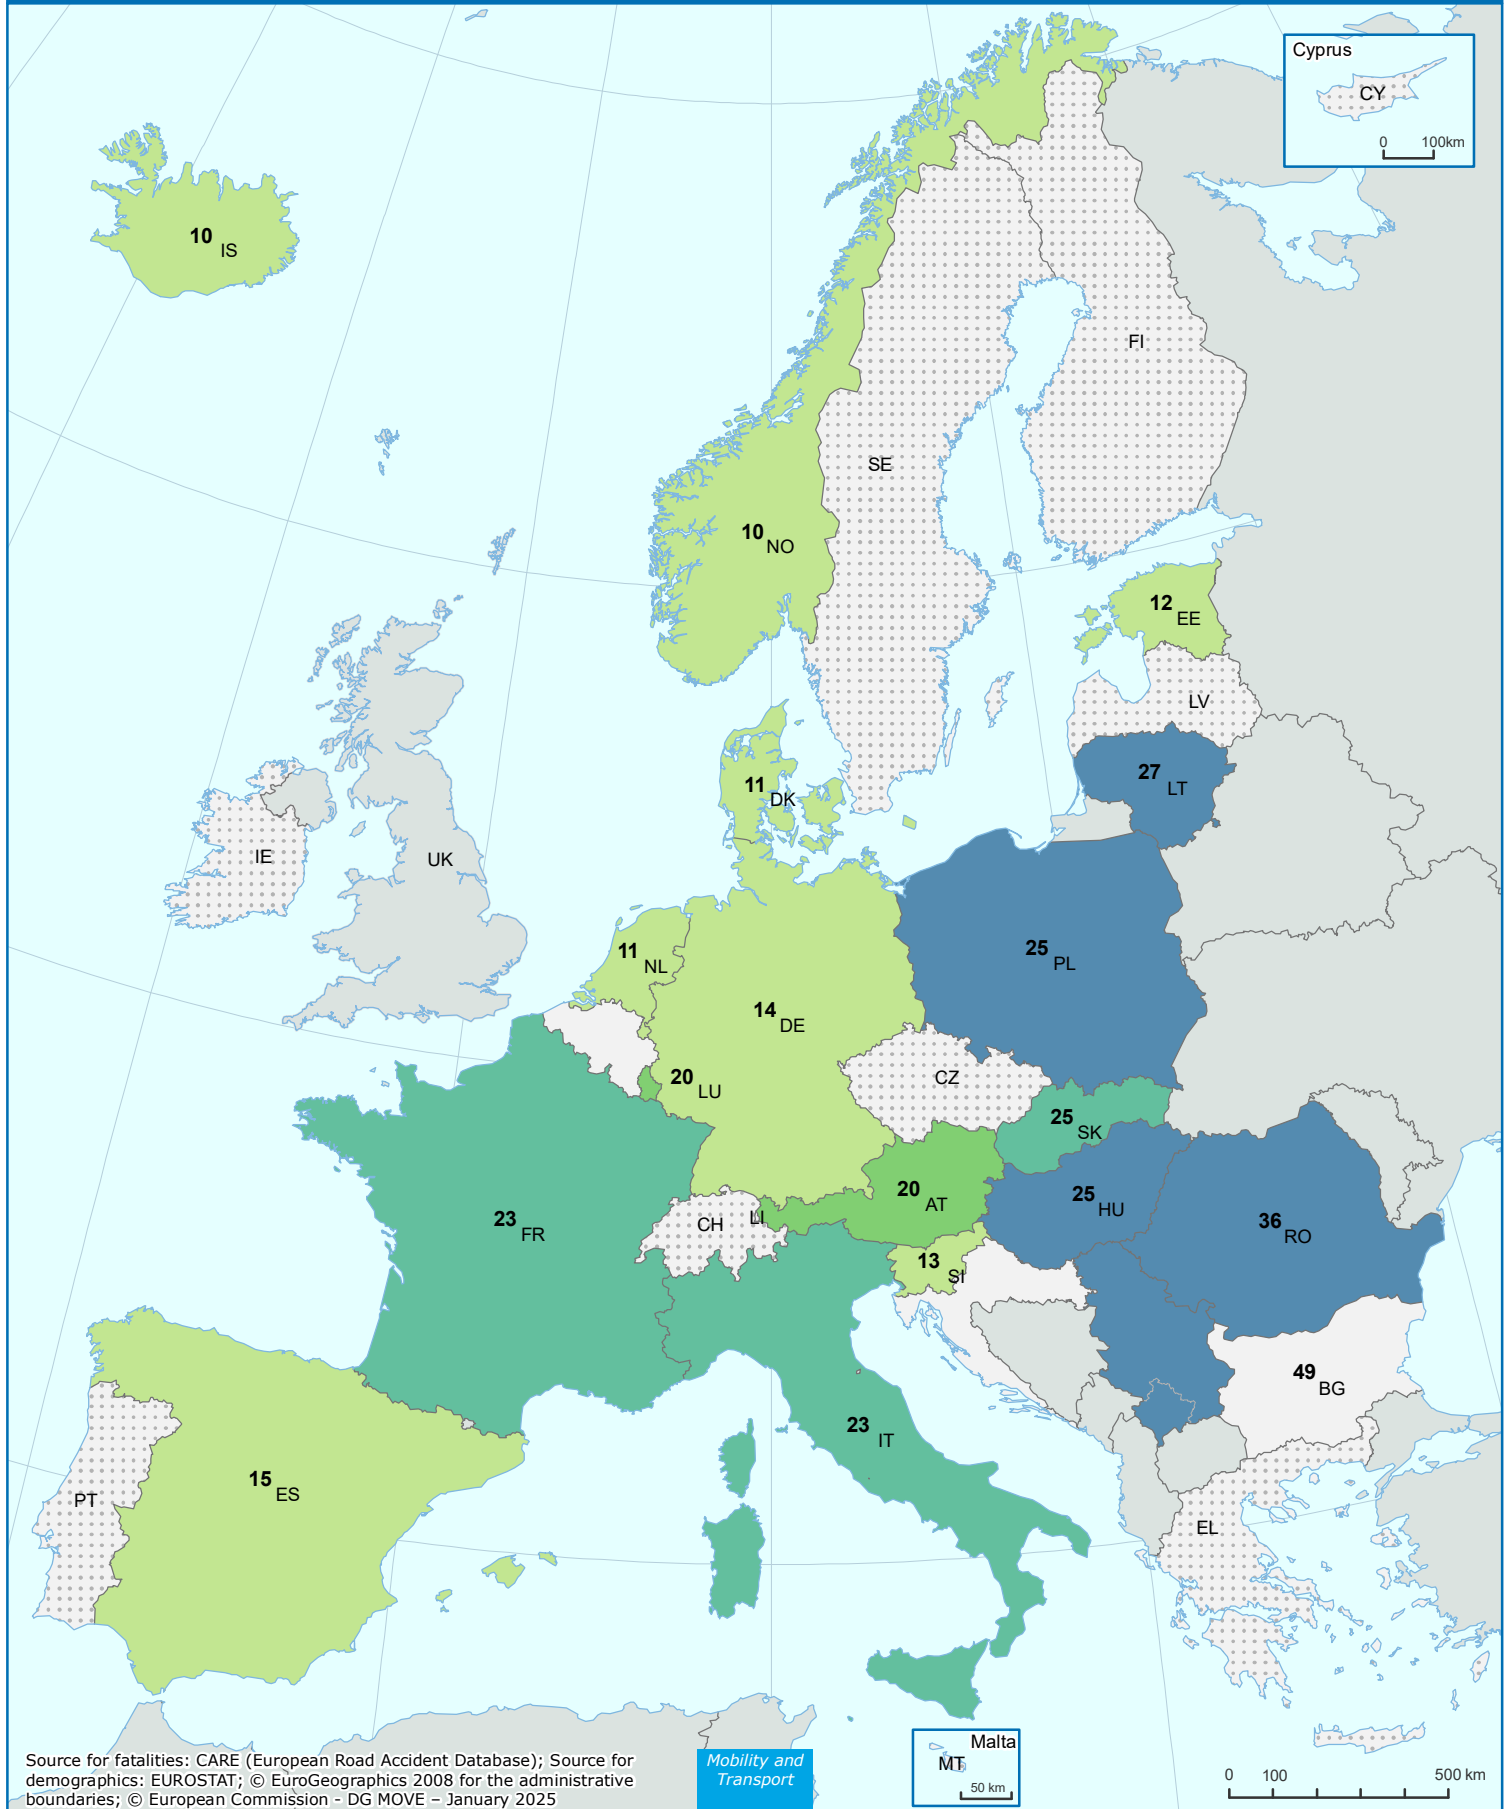 Cyprus
CY
0 100km
10 IS
FI
SE
10 NO
12 EE
LV
27 LT
11 DK
IE
UK
25 PL
11 NL
14 DE
CZ
20 LU
25 SK
20 AT
25 HU
CH
LI
23 FR
36 RO
13 SI
49 BG
23 IT
15 ES
PT
EL
Malta
MT
50 km
Source for fatalities: CARE (European Road Accident Database); Source for
demographics: EUROSTAT; © EuroGeographics 2008 for the administrative
boundaries; © European Commission - DG MOVE – January 2025
Mobility and
Transport
0 100 500 km